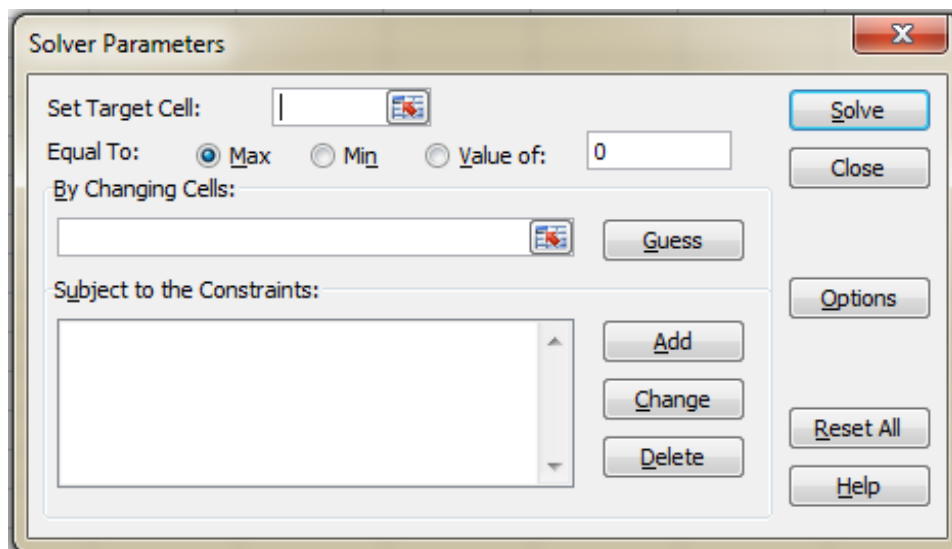 Solver Parameters
Set Target Cell:
Solve
Equal To: Max Min Value of: 0
Close
By Changing Cells:
Guess
Subject to the Constraints:
Options
Add
Change
Reset All
Delete
Help